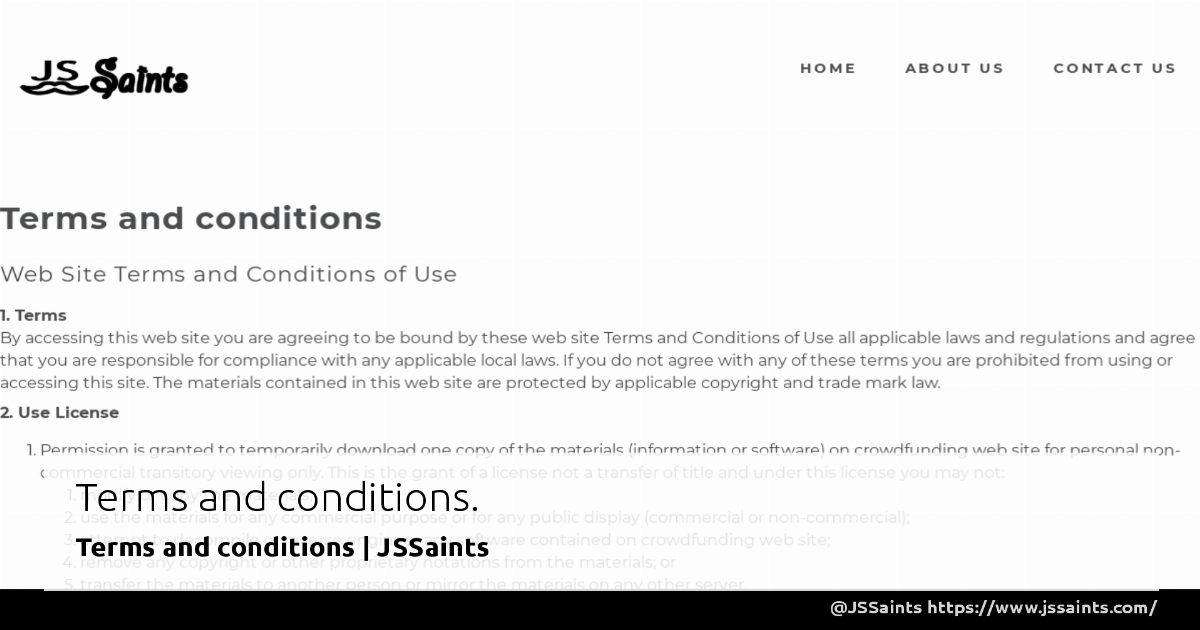 JS Saints
HOME ABOUT US CONTACT US
Terms and conditions
Web Site Terms and Conditions of Use
1. Terms
By accessing this web site you are agreeing to be bound by these web site Terms and Conditions of Use all applicable laws and regulations and agree
that you are responsible for compliance with any applicable local laws. If you do not agree with any of these terms you are prohibited from using or
accessing this site. The materials contained in this web site are protected by applicable copyright and trade mark law.
2. Use License
1. Permission is granted to temporarily download one copy of the materials (information or software) on crowdfunding web site for personal non-
commercial transitory viewing only. This is the grant of a license not a transfer of title and under this license you may not:
1.
Terms and conditions.
2. use the materials for any commercial purpose or for any public display (commercial or non-commercial);
3. attempt to software contained on crowdfunding web site;
Terms and conditions | JSSaints
4. remove any copyright or other proprietary notations from the materials; or
5. transfer the materials to another person or mirror the materials on any other server.
@JSSaints https://www.jssaints.com/